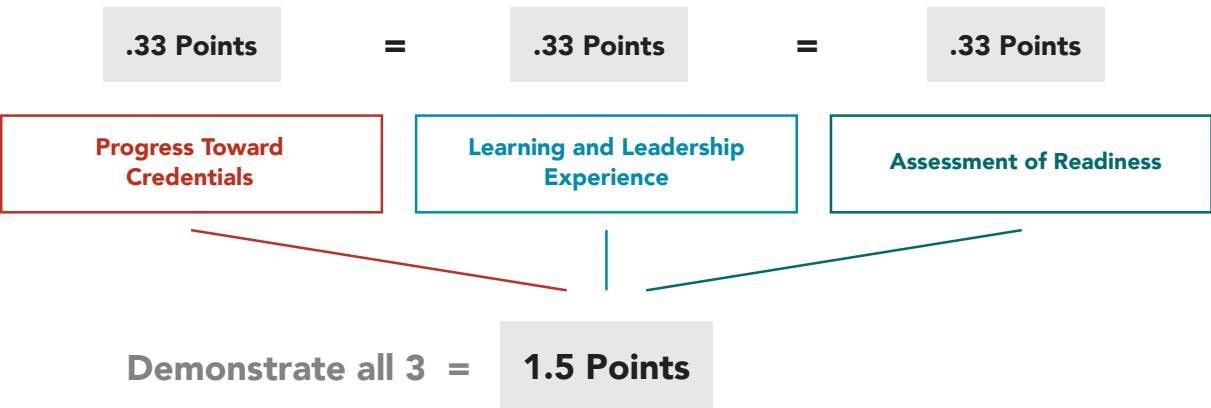 .33 Points = .33 Points = .33 Points
Progress Toward
Credentials
Learning and Leadership
Experience
Assessment of Readiness
Demonstrate all 3 = 1.5 Points